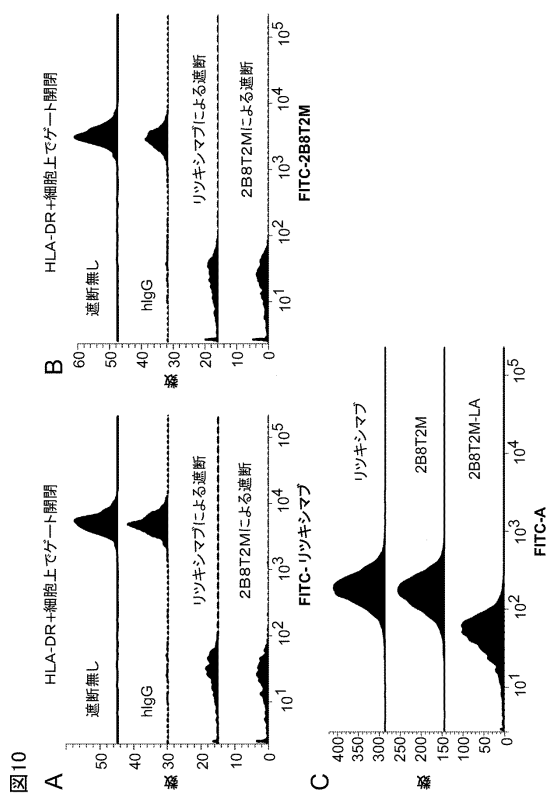 図10
A
HLA-DR+細胞上でゲート開閉
数
60
50
40
30
20
10
0
遮断無し
hIgG
リツキシマブによる遮断
2B8T2Mによる遮断
10¹
10²
10³
10⁴
10⁵
FITC-リツキシマブ
B
HLA-DR+細胞上でゲート開閉
数
60
50
40
30
20
10
0
遮断無し
hIgG
リツキシマブによる遮断
2B8T2Mによる遮断
10¹
10²
10³
10⁴
10⁵
FITC-2B8T2M
C
数
400
350
300
250
200
150
100
50
0
リツキシマブ
2B8T2M
2B8T2M-LA
10¹
10²
10³
10⁴
10⁵
FITC-A